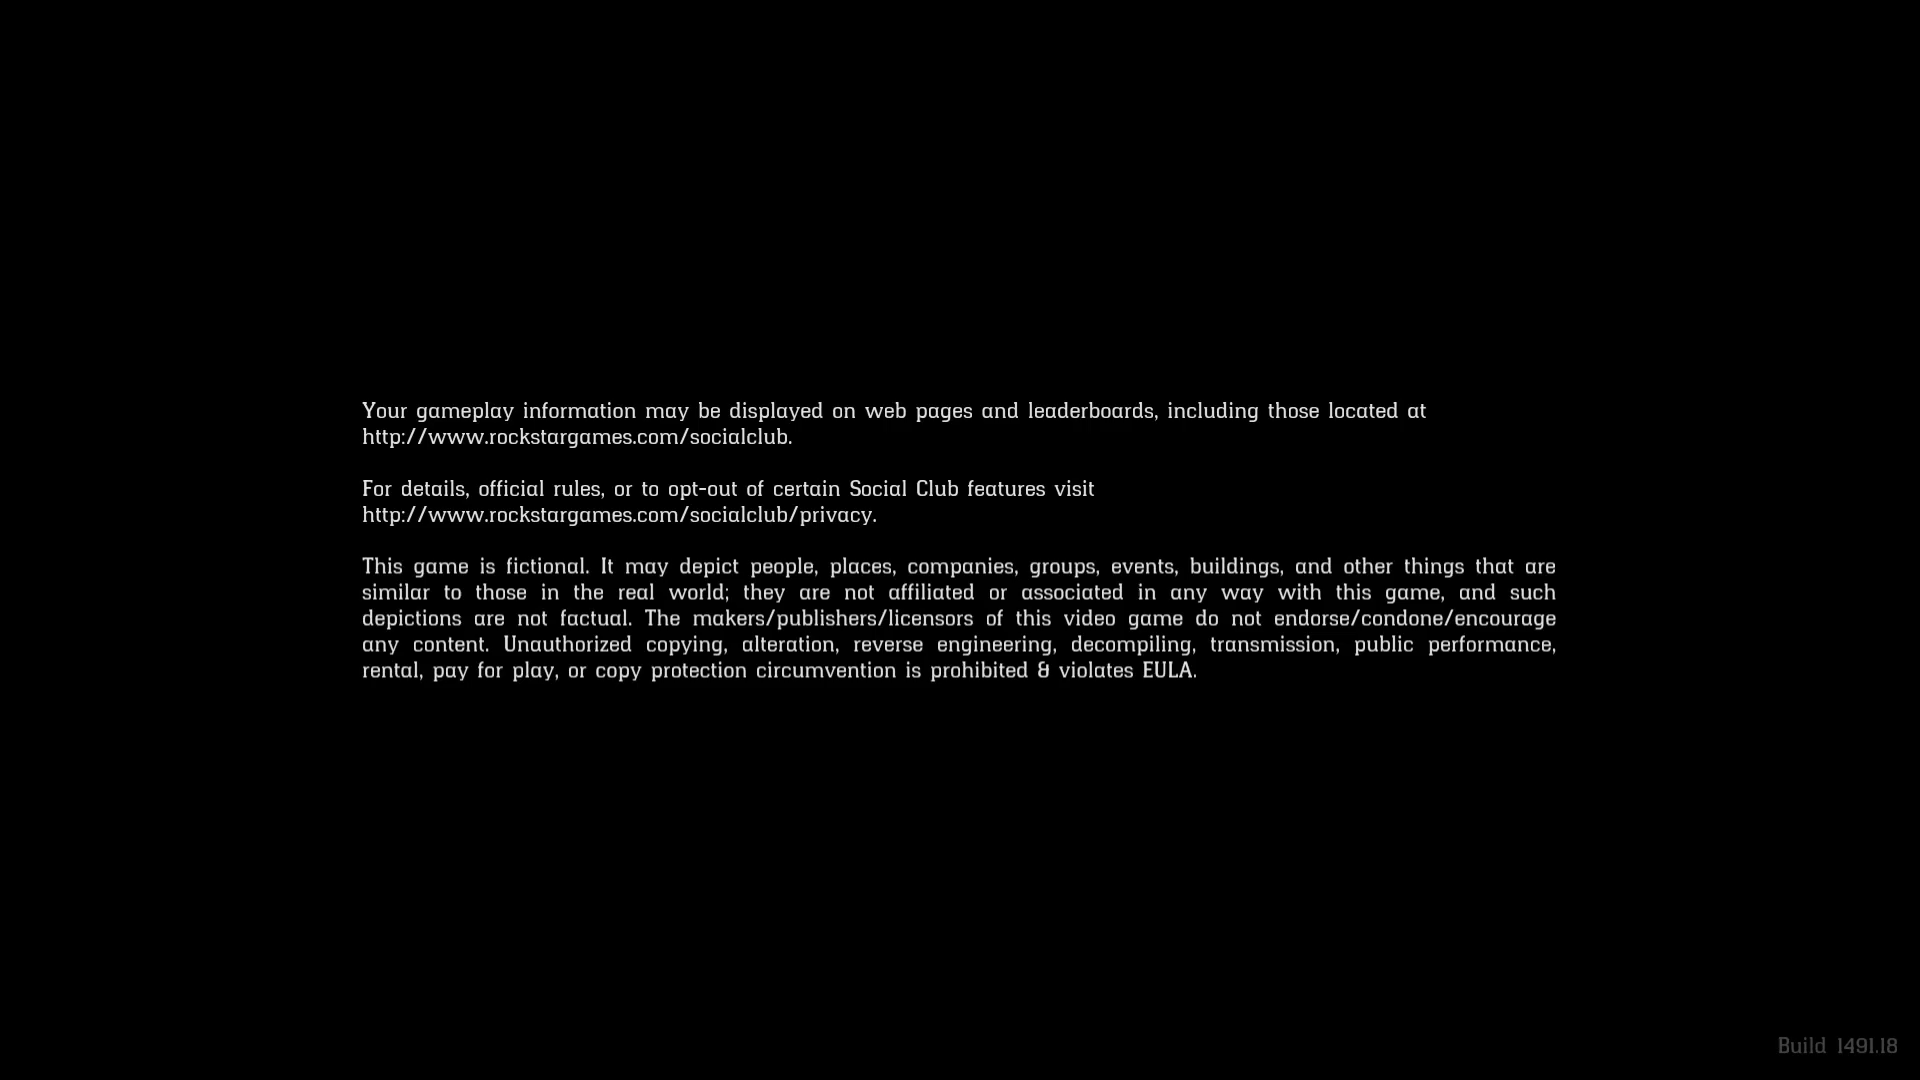 Your gameplay information may be displayed on web pages and leaderboards, including those located at
http://www.rockstargames.com/socialclub.
For details, official rules, or to opt-out of certain Social Club features visit
http://www.rockstargames.com/socialclub/privacy.
This game is fictional. It may depict people, places, companies, groups, events, buildings, and other things that are
similar to those in the real world; they are not affiliated or associated in any way with this game, and such
depictions are not factual. The makers/publishers/licensors of this video game do not endorse/condone/encourage
any content. Unauthorized copying, alteration, reverse engineering, decompiling, transmission, public performance,
rental, pay for play, or copy protection circumvention is prohibited & violates EULA.
Build 1491.18